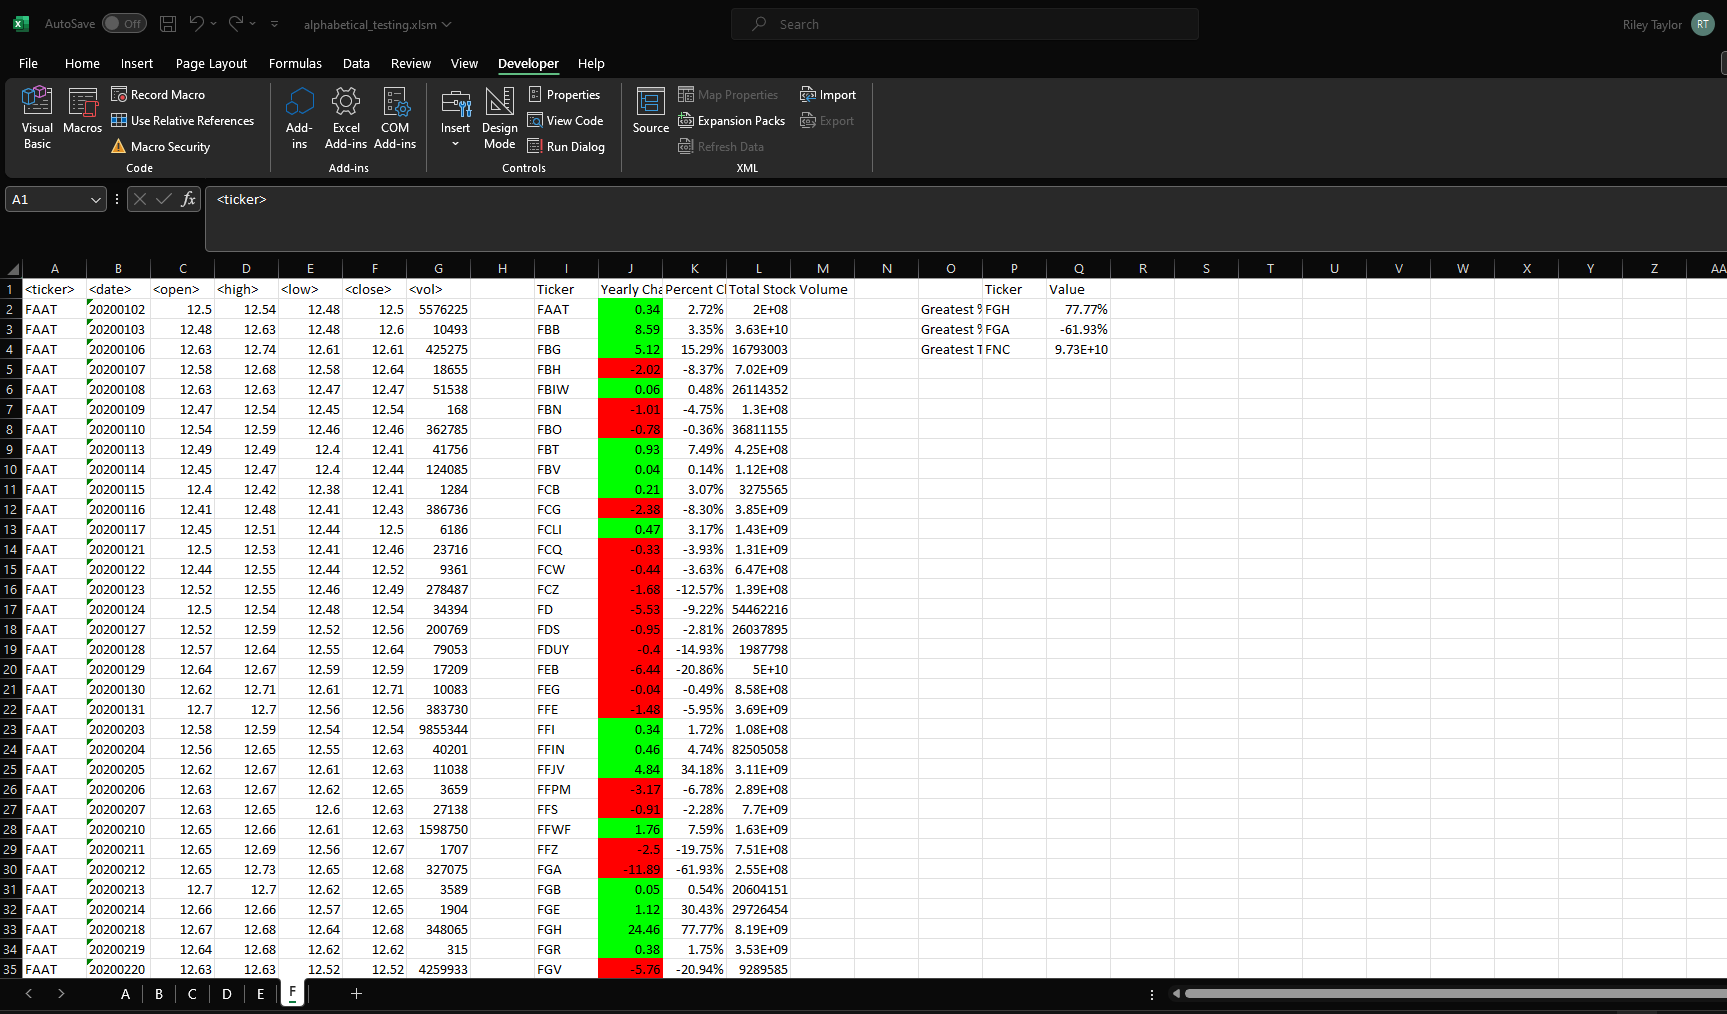 AutoSave Off alphabetical_testing.xlsm Search Riley Taylor RT
File Home Insert Page Layout Formulas Data Review View Developer Help
Visual Basic
Macros
Record Macro
Use Relative References
Macro Security
Code
Add-ins
Excel Add-ins
COM Add-ins
Add-ins
Insert
Design Mode
Properties
View Code
Run Dialog
Controls
Source
Map Properties
Expansion Packs
Refresh Data
Import
Export
XML
A1 fx <ticker>
A B C D E F G H I J K L M N O P Q R S T U V W X Y Z AA
1 <ticker> <date> <open> <high> <low> <close> <vol> Ticker Yearly Cha Percent Cl Total Stock Volume Ticker Value
2 FAAT 20200102 12.5 12.54 12.48 12.5 5576225 FAAT 0.34 2.72% 2E+08 Greatest % FGH 77.77%
3 FAAT 20200103 12.48 12.63 12.48 12.6 10493 FBB 8.59 3.35% 3.63E+10 Greatest % FGA -61.93%
4 FAAT 20200106 12.63 12.74 12.61 12.61 425275 FBG 5.12 15.29% 16793003 Greatest T FNC 9.73E+10
5 FAAT 20200107 12.58 12.68 12.58 12.64 18655 FBH -2.02 -8.37% 7.02E+09
6 FAAT 20200108 12.63 12.63 12.47 12.47 51538 FBIW 0.06 0.48% 26114352
7 FAAT 20200109 12.47 12.54 12.45 12.54 168 FBN -1.01 -4.75% 1.3E+08
8 FAAT 20200110 12.54 12.59 12.46 12.46 362785 FBO -0.78 -0.36% 36811155
9 FAAT 20200113 12.49 12.49 12.4 12.41 41756 FBT 0.93 7.49% 4.25E+08
10 FAAT 20200114 12.45 12.47 12.4 12.44 124085 FBV 0.04 0.14% 1.12E+08
11 FAAT 20200115 12.4 12.42 12.38 12.41 1284 FCB 0.21 3.07% 3275565
12 FAAT 20200116 12.41 12.48 12.41 12.43 386736 FCG -2.38 -8.30% 3.85E+09
13 FAAT 20200117 12.45 12.51 12.44 12.5 6186 FCLI 0.47 3.17% 1.43E+09
14 FAAT 20200121 12.5 12.53 12.41 12.46 23716 FCQ -0.33 -3.93% 1.31E+09
15 FAAT 20200122 12.44 12.55 12.44 12.52 9361 FCW -0.44 -3.63% 6.47E+08
16 FAAT 20200123 12.52 12.55 12.46 12.49 278487 FCZ -1.68 -12.57% 1.39E+08
17 FAAT 20200124 12.5 12.54 12.48 12.54 34394 FD -5.53 -9.22% 54462216
18 FAAT 20200127 12.52 12.59 12.52 12.56 200769 FDS -0.95 -2.81% 26037895
19 FAAT 20200128 12.57 12.64 12.55 12.64 79053 FDUY -0.4 -14.93% 1987798
20 FAAT 20200129 12.64 12.67 12.59 12.59 17209 FEB -6.44 -20.86% 5E+10
21 FAAT 20200130 12.62 12.71 12.61 12.71 10083 FEG -0.04 -0.49% 8.58E+08
22 FAAT 20200131 12.7 12.7 12.56 12.56 383730 FFE -1.48 -5.95% 3.69E+09
23 FAAT 20200203 12.58 12.59 12.54 12.54 9855344 FFI 0.34 1.72% 1.08E+08
24 FAAT 20200204 12.56 12.65 12.55 12.63 40201 FFIN 0.46 4.74% 82505058
25 FAAT 20200205 12.62 12.67 12.61 12.63 11038 FFJV 4.84 34.18% 3.11E+09
26 FAAT 20200206 12.63 12.67 12.62 12.65 3659 FFPM -3.17 -6.78% 2.89E+08
27 FAAT 20200207 12.63 12.65 12.6 12.63 27138 FFS -0.91 -2.28% 7.7E+09
28 FAAT 20200210 12.65 12.66 12.61 12.63 1598750 FFWF 1.76 7.59% 1.63E+09
29 FAAT 20200211 12.65 12.69 12.56 12.67 1707 FFZ -2.5 -19.75% 7.51E+08
30 FAAT 20200212 12.65 12.73 12.65 12.68 327075 FGA -11.89 -61.93% 2.55E+08
31 FAAT 20200213 12.7 12.7 12.62 12.65 3589 FGB 0.05 0.54% 20604151
32 FAAT 20200214 12.66 12.66 12.57 12.65 1904 FGE 1.12 30.43% 29726454
33 FAAT 20200218 12.67 12.68 12.64 12.68 348065 FGH 24.46 77.77% 8.19E+09
34 FAAT 20200219 12.64 12.68 12.62 12.62 315 FGR 0.38 1.75% 3.53E+09
35 FAAT 20200220 12.63 12.63 12.52 12.52 4259933 FGV -5.76 -20.94% 9289585
A B C D E F